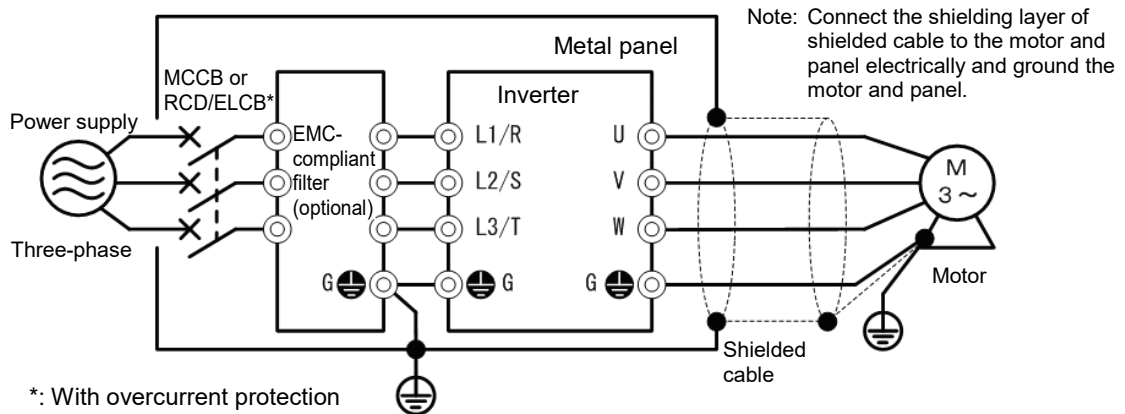 Note: Connect the shielding layer of
shielded cable to the motor and
panel electrically and ground the
motor and panel.
Metal panel
MCCB or
RCD/ELCB*
Inverter
Power supply
EMC-
compliant
filter
(optional)
L1/R
U
M
3~
L2/S
V
L3/T
W
Three-phase
G
G
G
Motor
Shielded
cable
*: With overcurrent protection